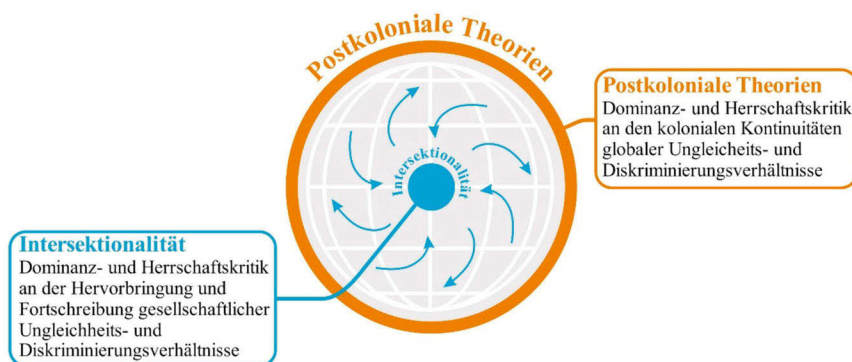 Postkoloniale Theorien
Intersektionalität
Postkoloniale Theorien
Dominanz- und Herrschaftskritik
an den kolonialen Kontinuitäten
globaler Ungleicheits- und
Diskriminierungsverhältnisse
Intersektionalität
Dominanz- und Herrschaftskritik
an der Hervorbringung und
Fortschreibung gesellschaftlicher
Ungleichheits- und
Diskriminierungsverhältnisse